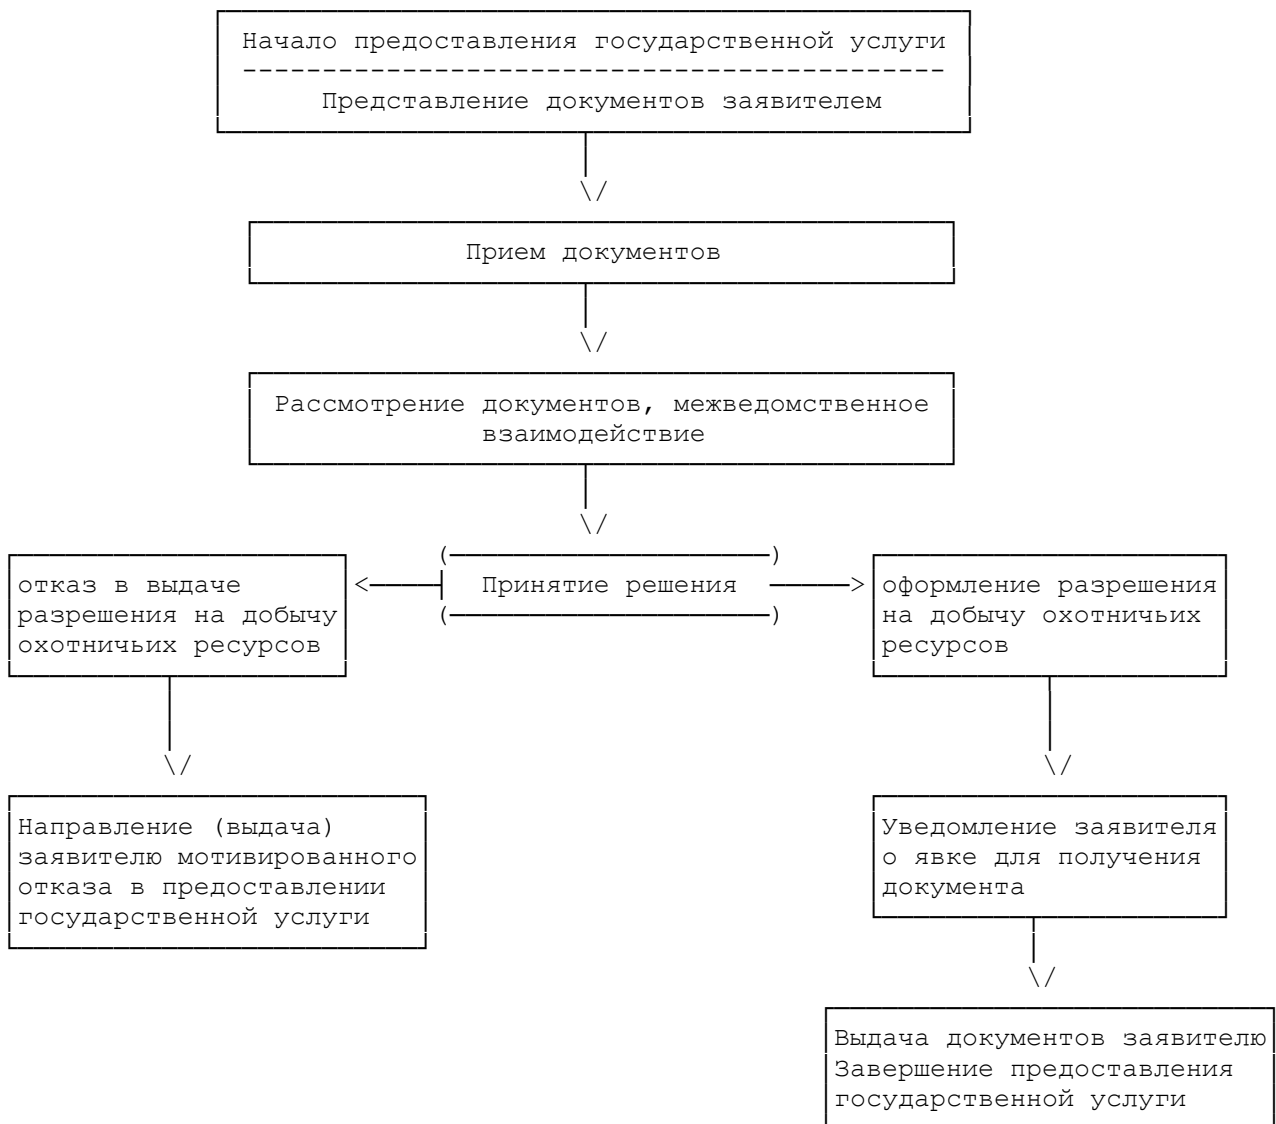 Начало предоставления государственной услуги
--------------------------------------------
Представление документов заявителем
Прием документов
Рассмотрение документов, межведомственное
взаимодействие
Принятие решения
отказ в выдаче
разрешения на добычу
охотничьих ресурсов
оформление разрешения
на добычу охотничьих
ресурсов
Направление (выдача)
заявителю мотивированного
отказа в предоставлении
государственной услуги
Уведомление заявителя
о явке для получения
документа
Выдача документов заявителю
Завершение предоставления
государственной услуги